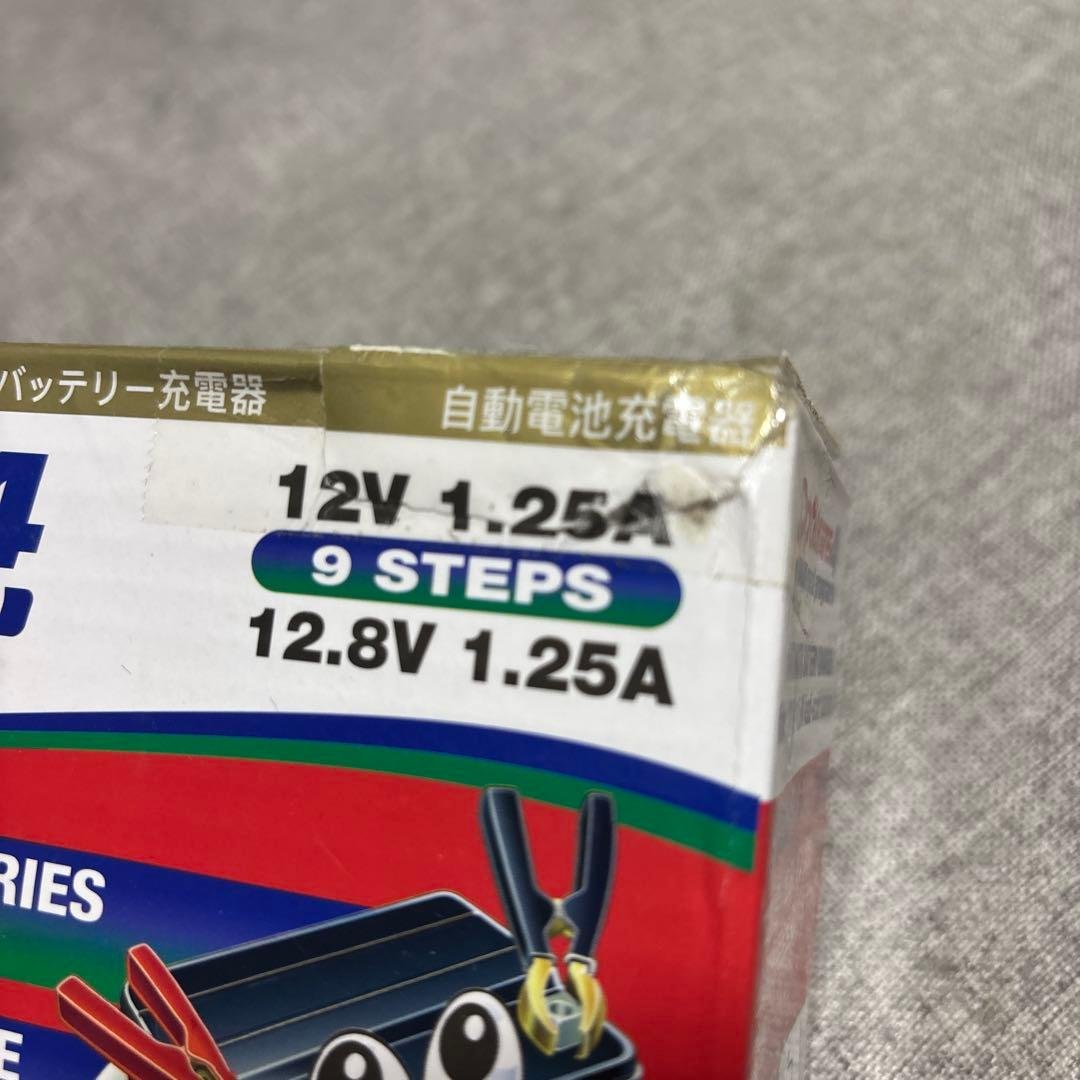 バッテリー充電器 自動電池充電器
4
12V 1.25A
9 STEPS
12.8V 1.25A
RIES
E